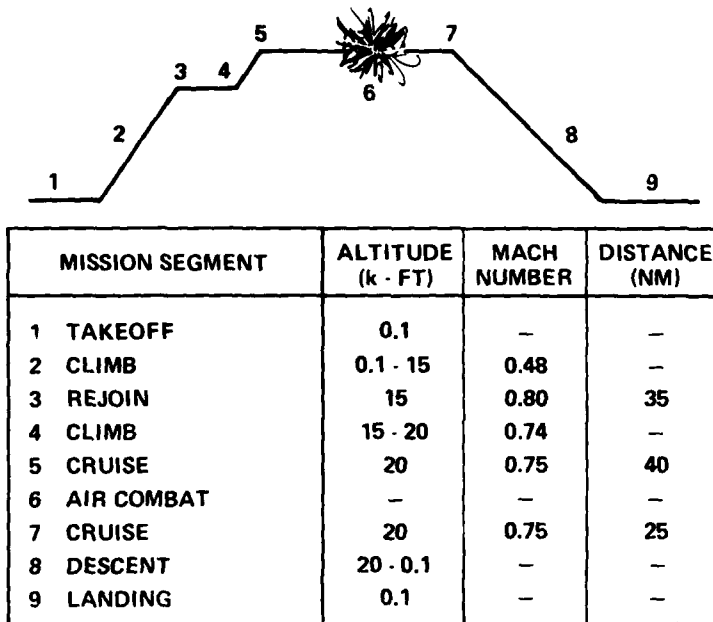 5 7
3 4
6
2 8
1 9
MISSION SEGMENT ALTITUDE (k - FT) MACH NUMBER DISTANCE (NM)
1 TAKEOFF 0.1 – –
2 CLIMB 0.1 - 15 0.48 –
3 REJOIN 15 0.80 35
4 CLIMB 15 - 20 0.74 –
5 CRUISE 20 0.75 40
6 AIR COMBAT – – –
7 CRUISE 20 0.75 25
8 DESCENT 20 - 0.1 – –
9 LANDING 0.1 – –